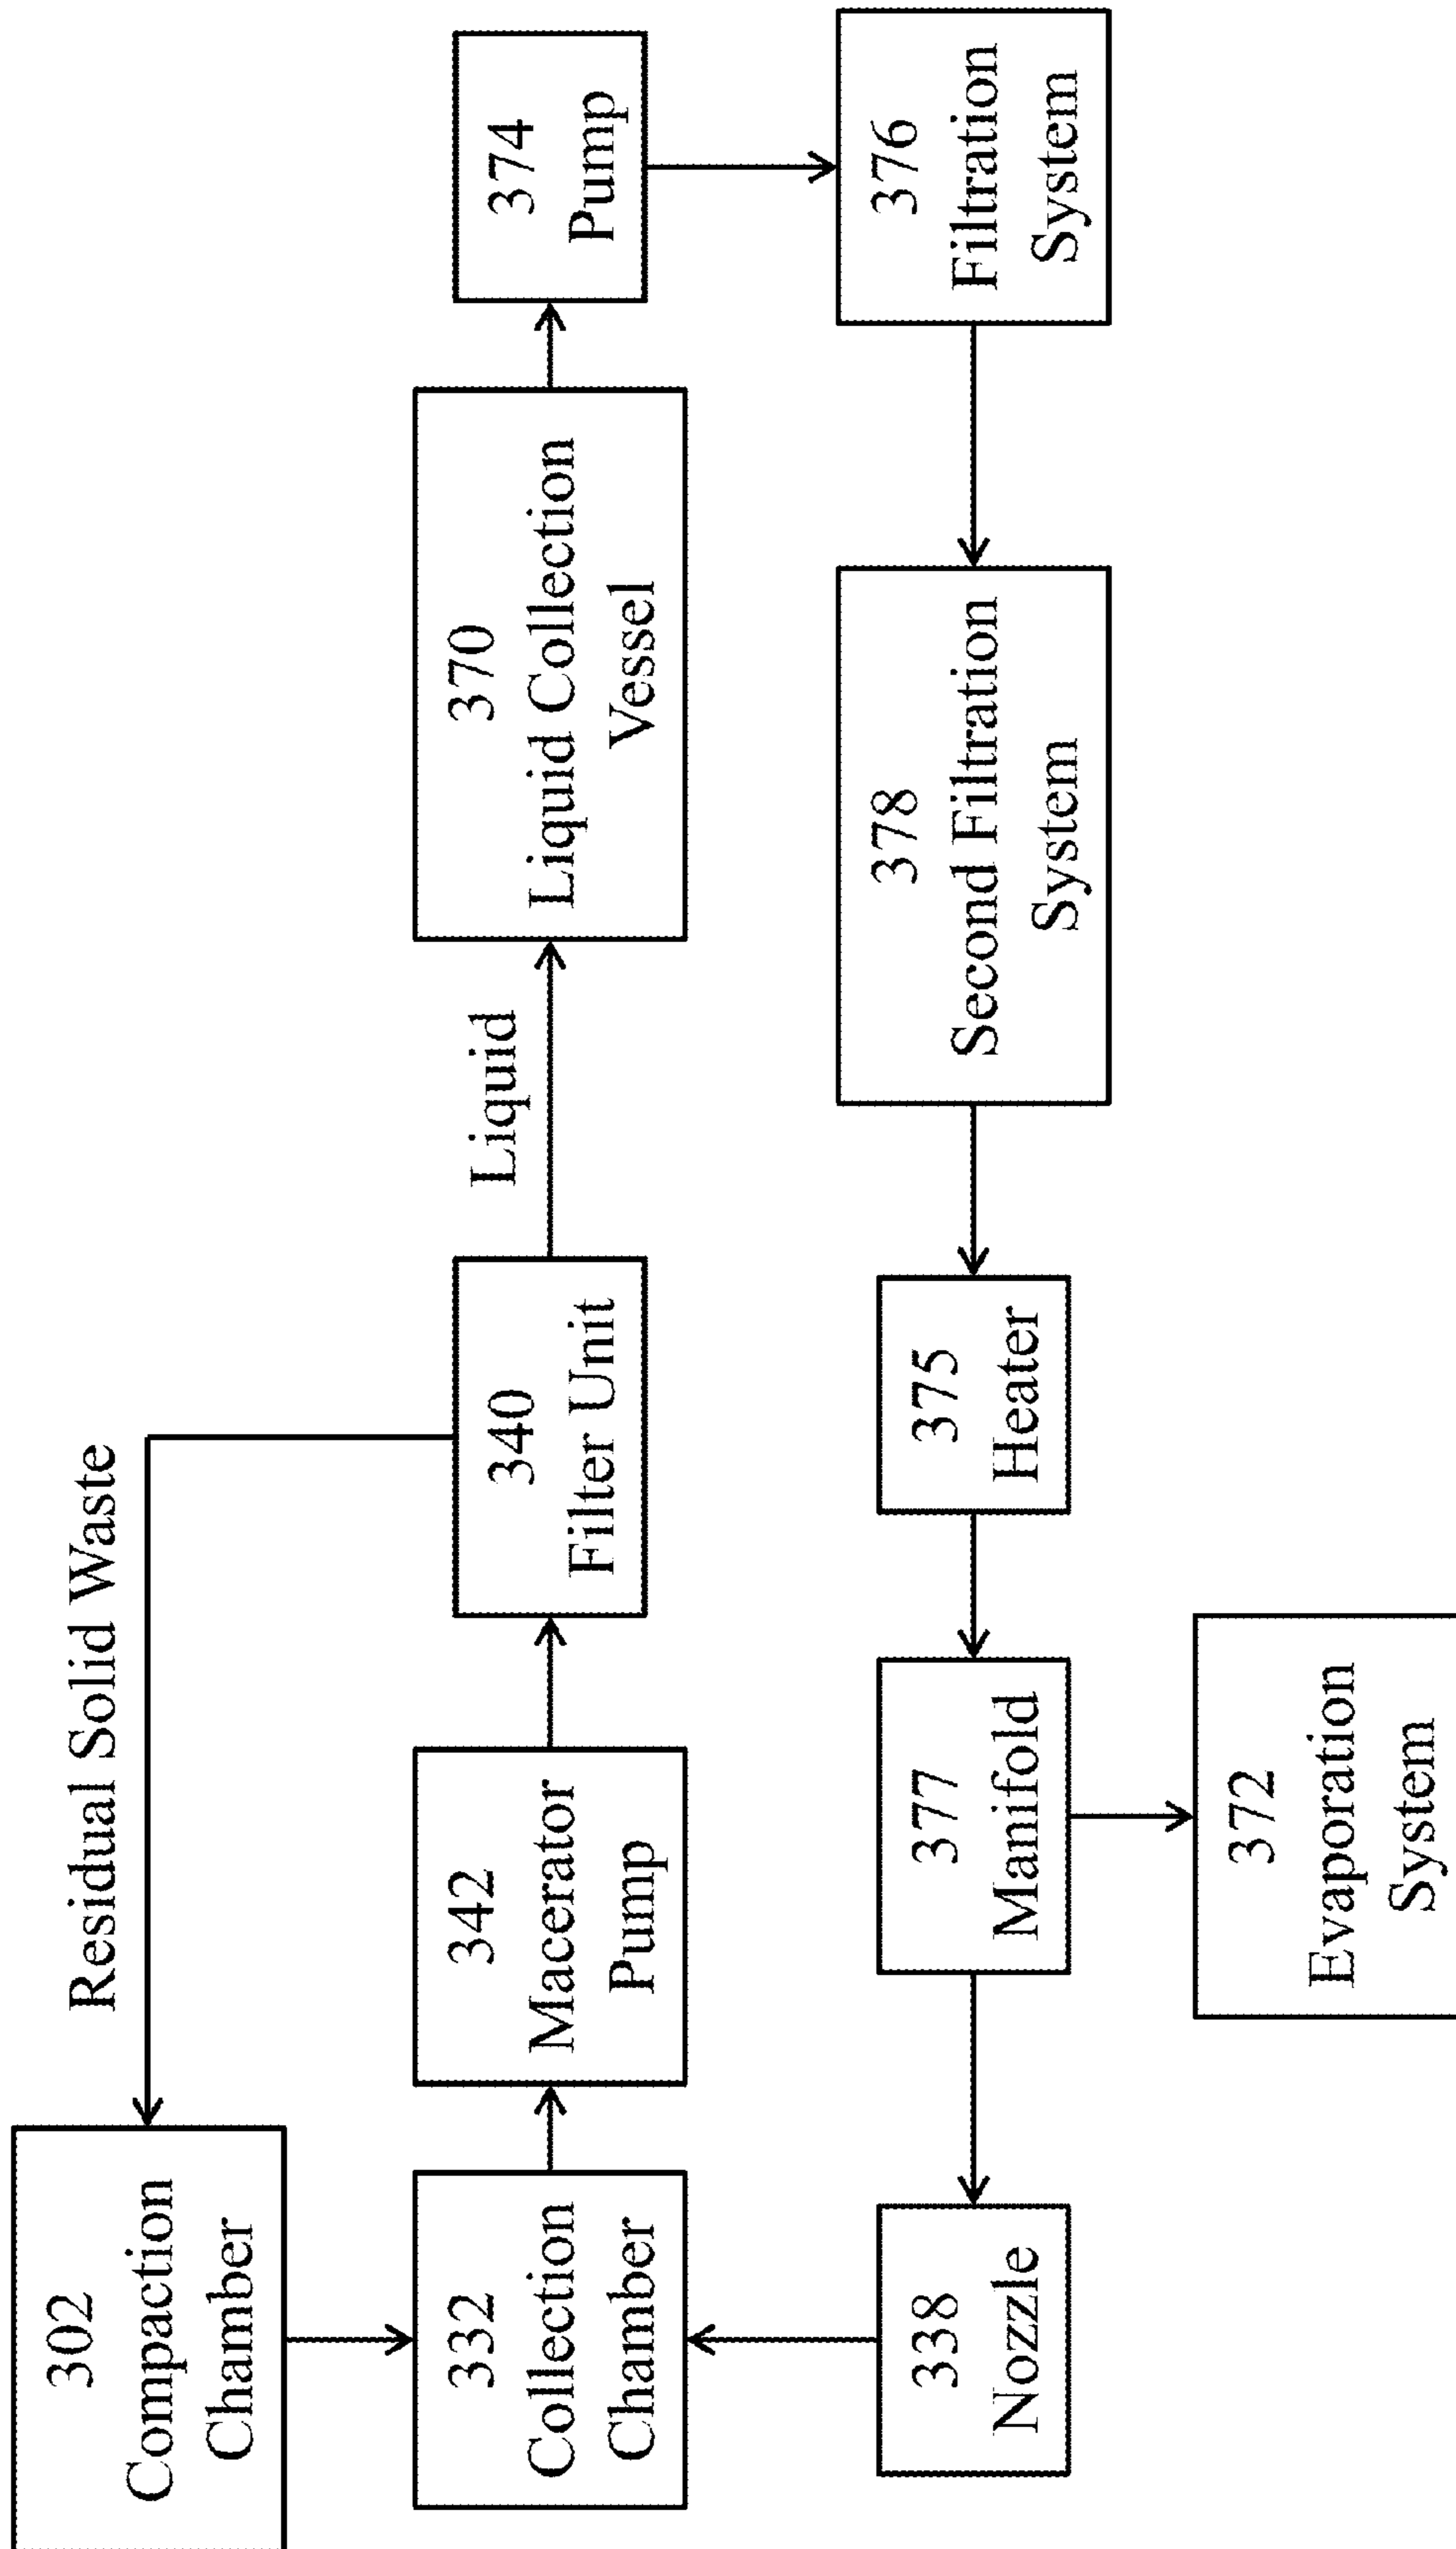 Residual Solid Waste
302
Compaction
Chamber
332
Collection
Chamber
342
Macerator
Pump
340
Filter Unit
Liquid
370
Liquid Collection
Vessel
374
Pump
338
Nozzle
377
Manifold
375
Heater
378
Second Filtration
System
376
Filtration
System
372
Evaporation
System